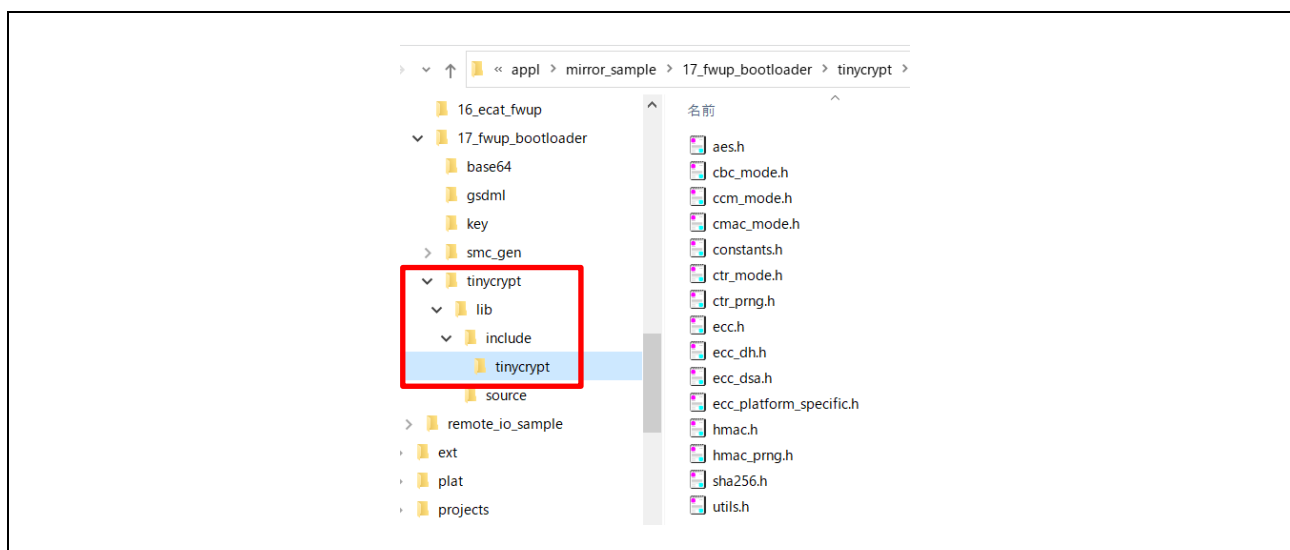 « appl > mirror_sample > 17_fwup_bootloader > tinycrypt >
16_ecat_fwup
17_fwup_bootloader
base64
gsdml
key
smc_gen
tinycrypt
lib
include
tinycrypt
source
remote_io_sample
ext
plat
projects
名前
aes.h
cbc_mode.h
ccm_mode.h
cmac_mode.h
constants.h
ctr_mode.h
ctr_prng.h
ecc.h
ecc_dh.h
ecc_dsa.h
ecc_platform_specific.h
hmac.h
hmac_prng.h
sha256.h
utils.h